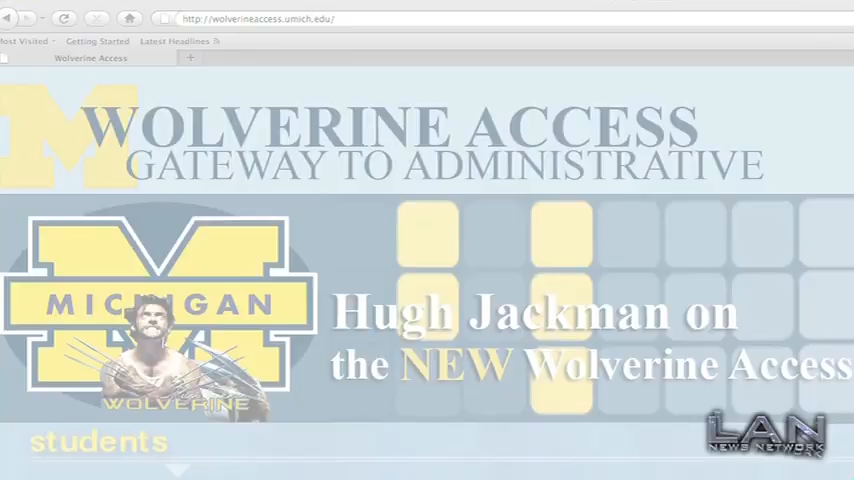 http://wolverineaccess.umich.edu/
Most Visited
Getting Started
Latest Headlines
Wolverine Access
WOLVERINE ACCESS
GATEWAY TO ADMINISTRATIVE
MICHIGAN
Hugh Jackman on
the NEW Wolverine Access
WOLVERINE
students
LAN
NEWS NETWORK